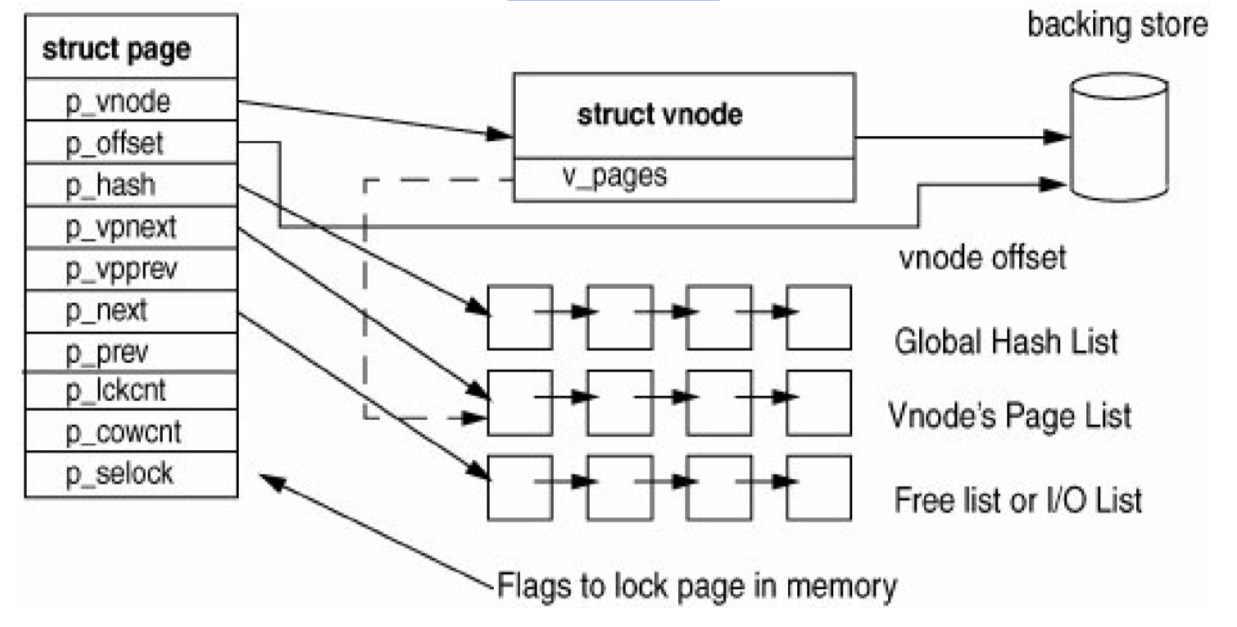 backing store
struct page
p_vnode
p_offset
p_hash
p_vpnext
p_vpprev
p_next
p_prev
p_lckcnt
p_cowcnt
p_selock
struct vnode
v_pages
vnode offset
Global Hash List
Vnode's Page List
Free list or I/O List
Flags to lock page in memory